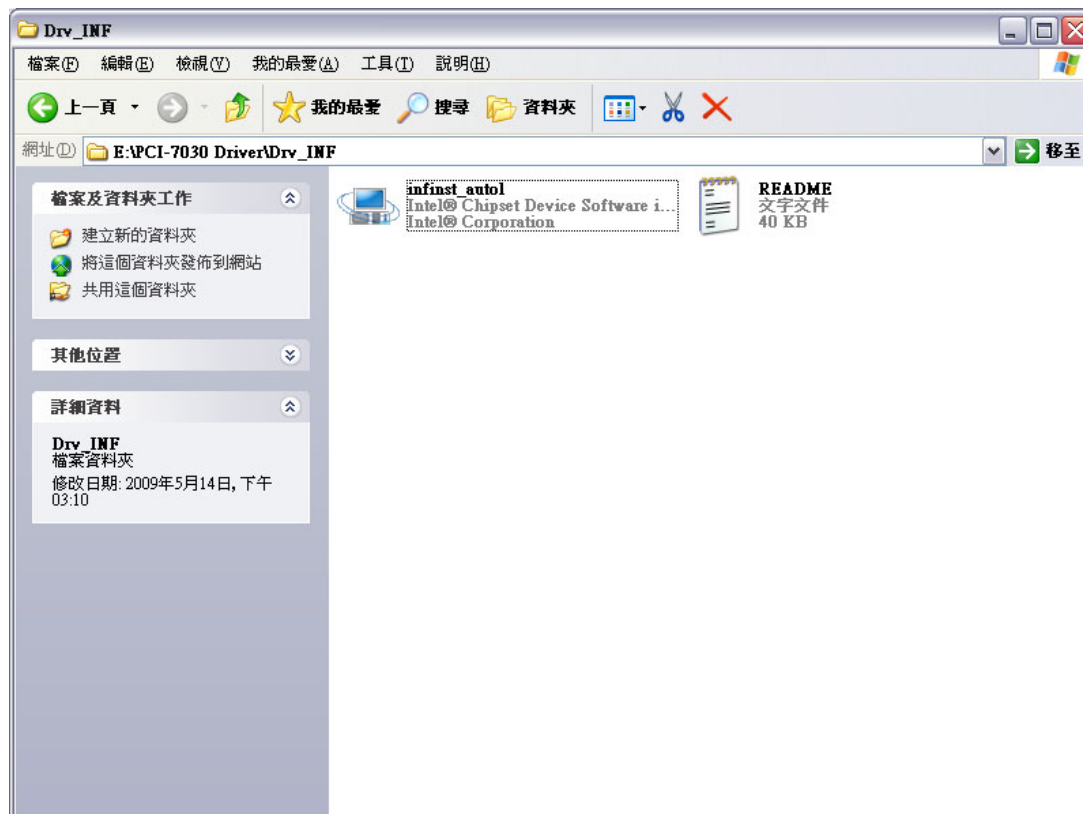 Drv_INF
檔案(F) 編輯(E) 檢視(V) 我的最愛(A) 工具(T) 說明(H)
上一頁 我的最愛 搜尋 資料夾
網址(D) E:\PCI-7030 Driver\Drv_INF 移至
檔案及資料夾工作
建立新的資料夾
將這個資料夾發佈到網站
共用這個資料夾
其他位置
詳細資料
Drv_INF
檔案資料夾
修改日期: 2009年5月14日, 下午
03:10
infinst_autol
Intel® Chipset Device Software i...
Intel® Corporation
README
文字文件
40 KB